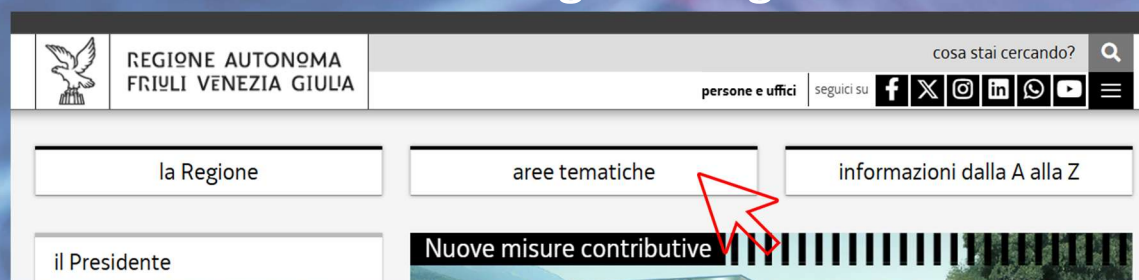 REGIONE AUTONOMA
FRIULI VENEZIA GIULIA
cosa stai cercando?
persone e uffici
seguici su
la Regione
aree tematiche
informazioni dalla A alla Z
il Presidente
Nuove misure contributive